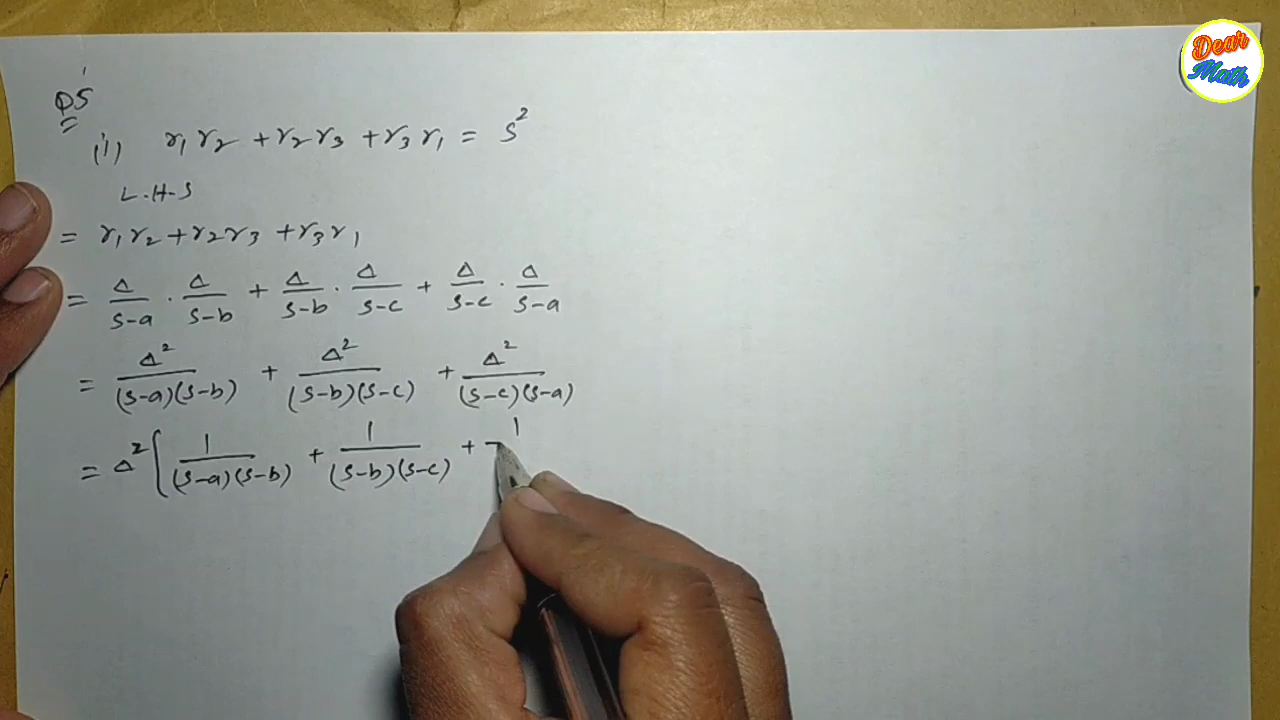 Dear Math
Q5
(i) r₁r₂ + r₂r₃ + r₃r₁ = S²
L.H.S
= r₁r₂ + r₂r₃ + r₃r₁
= Δ/(s-a) · Δ/(s-b) + Δ/(s-b) · Δ/(s-c) + Δ/(s-c) · Δ/(s-a)
= Δ²/(s-a)(s-b) + Δ²/(s-b)(s-c) + Δ²/(s-c)(s-a)
= Δ² [ 1/(s-a)(s-b) + 1/(s-b)(s-c) + 1